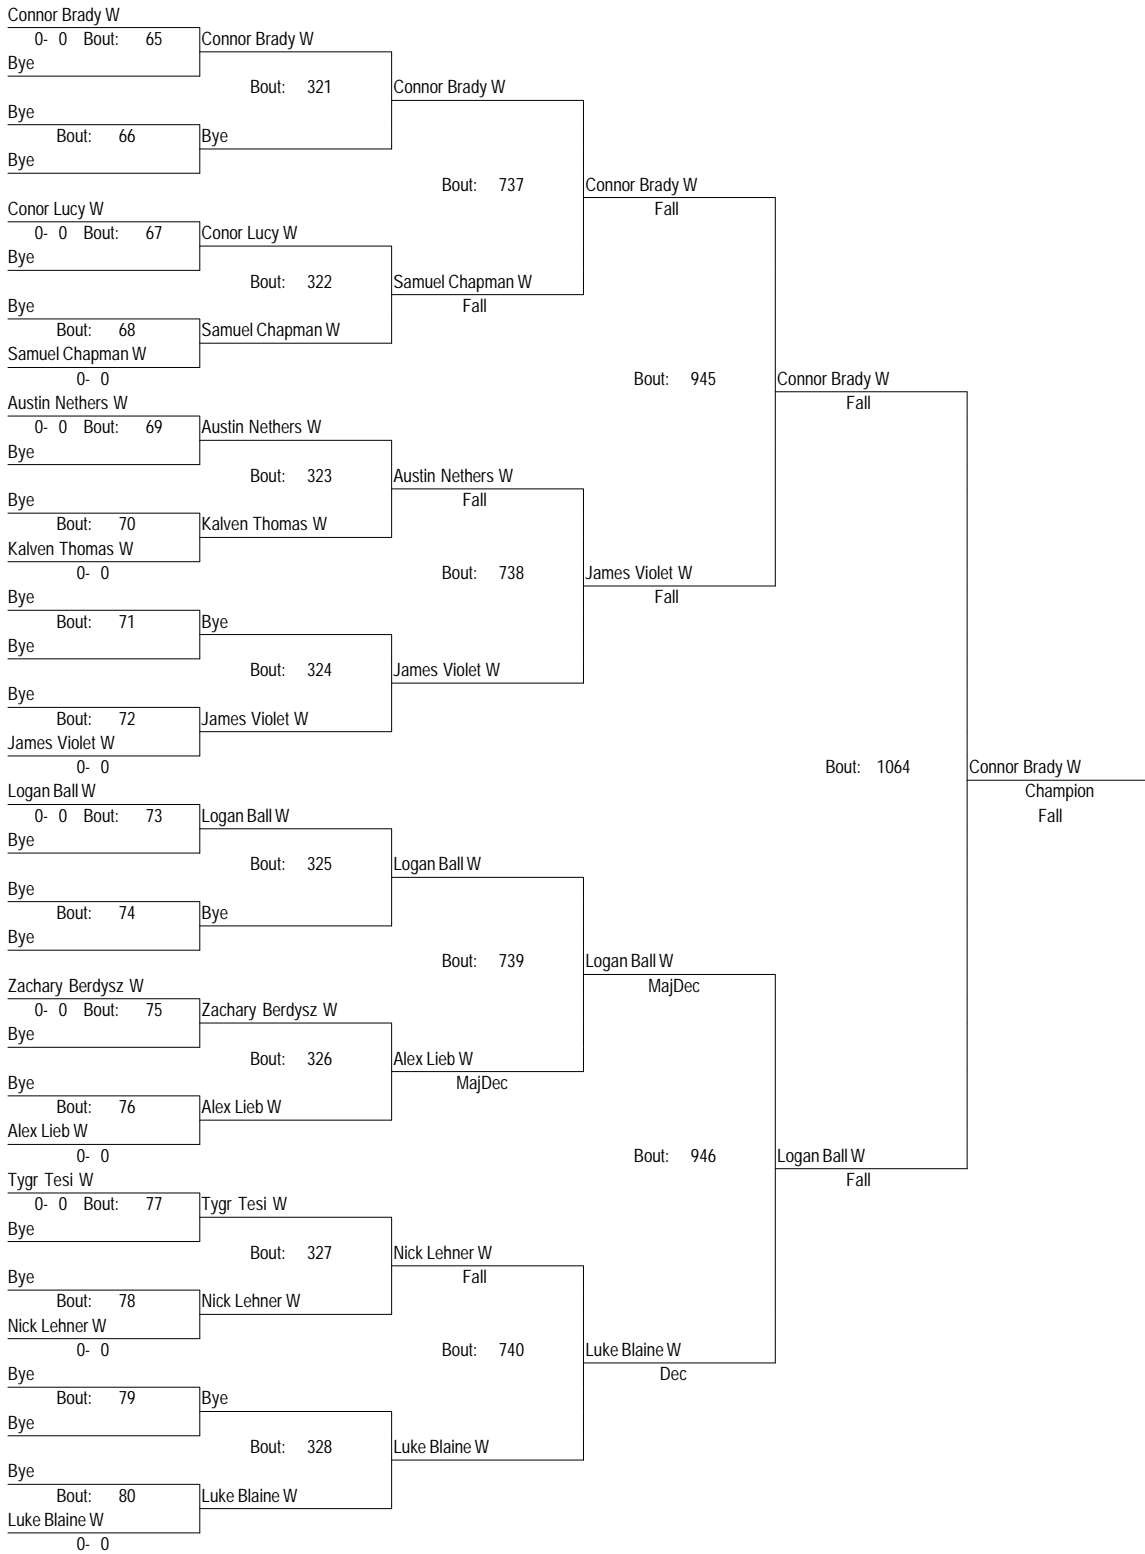 Connor Brady W
0- 0 Bout: 65 Connor Brady W
Bye
Bout: 321 Connor Brady W
Bye
Bout: 66 Bye
Bye
Bout: 737 Connor Brady W
Conor Lucy W Fall
0- 0 Bout: 67 Conor Lucy W
Bye
Bout: 322 Samuel Chapman W
Bye Fall
Bout: 68 Samuel Chapman W
Samuel Chapman W
0- 0 Bout: 945 Connor Brady W
Austin Nethers W Fall
0- 0 Bout: 69 Austin Nethers W
Bye
Bout: 323 Austin Nethers W
Bye Fall
Bout: 70 Kalven Thomas W
Kalven Thomas W
0- 0 Bout: 738 James Violet W
Bye Fall
Bout: 71 Bye
Bye
Bout: 324 James Violet W
Bye
Bout: 72 James Violet W
James Violet W
0- 0 Bout: 1064 Connor Brady W
Logan Ball W Champion
0- 0 Bout: 73 Logan Ball W Fall
Bye
Bout: 325 Logan Ball W
Bye
Bout: 74 Bye
Bye
Bout: 739 Logan Ball W
Zachary Berdysz W MajDec
0- 0 Bout: 75 Zachary Berdysz W
Bye
Bout: 326 Alex Lieb W
Bye MajDec
Bout: 76 Alex Lieb W
Alex Lieb W
0- 0 Bout: 946 Logan Ball W
Tygr Tesi W Fall
0- 0 Bout: 77 Tygr Tesi W
Bye
Bout: 327 Nick Lehner W
Bye Fall
Bout: 78 Nick Lehner W
Nick Lehner W
0- 0 Bout: 740 Luke Blaine W
Bye Dec
Bout: 79 Bye
Bye
Bout: 328 Luke Blaine W
Bye
Bout: 80 Luke Blaine W
Luke Blaine W
0- 0